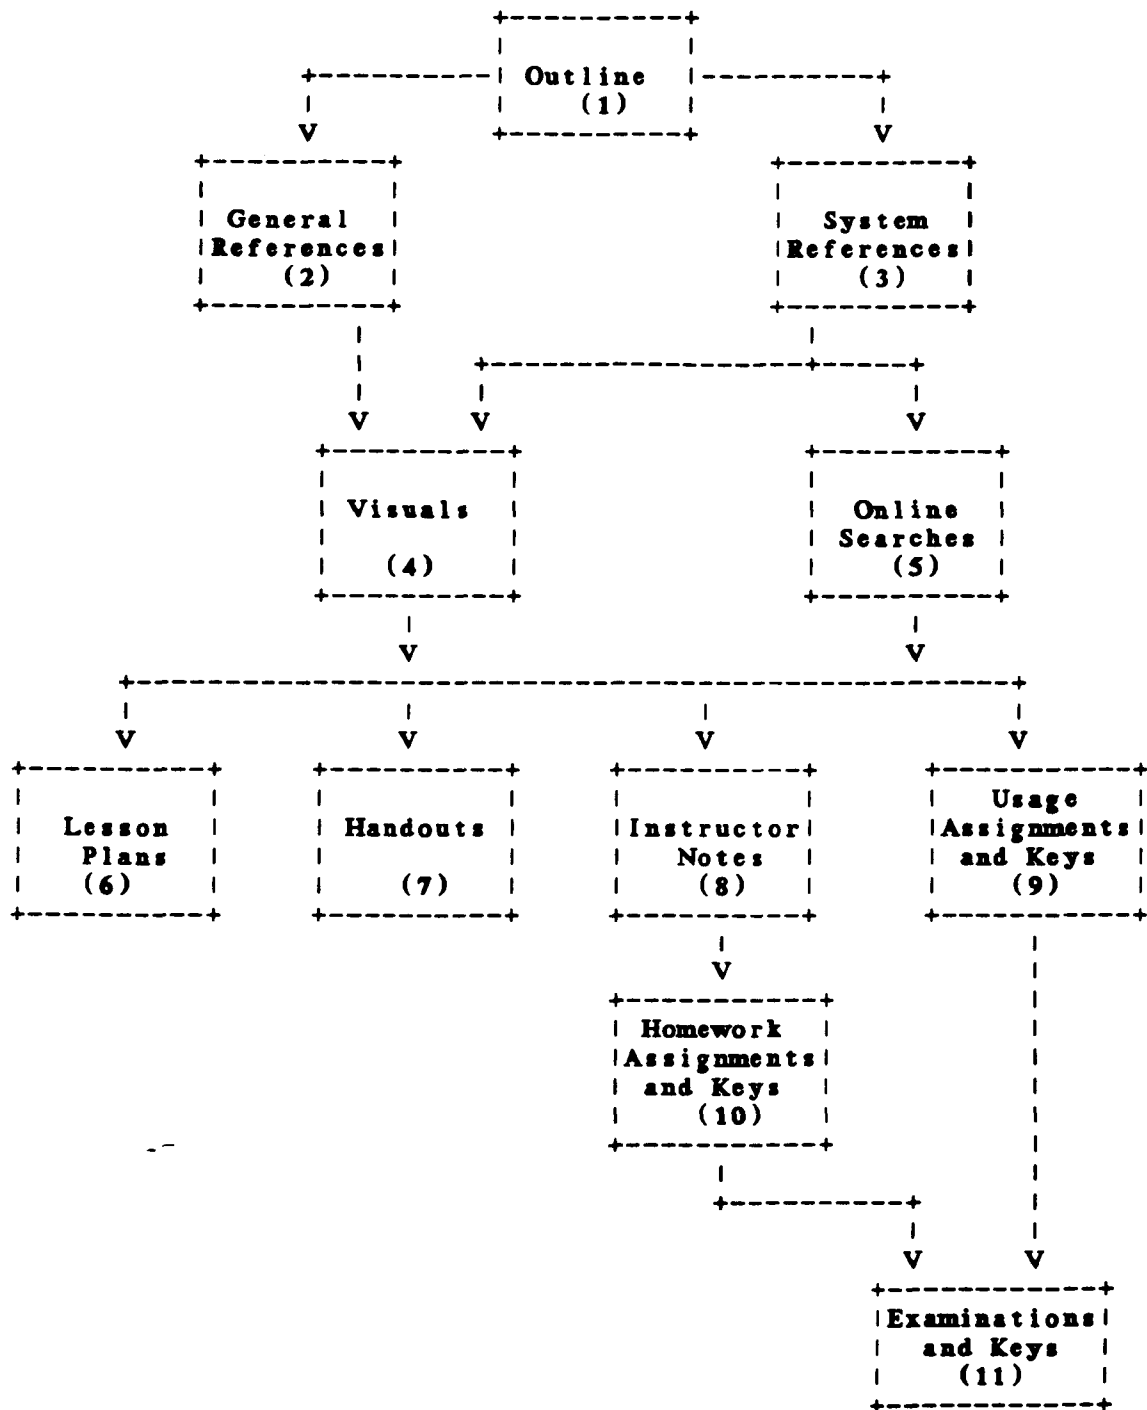 Outline
(1)
General
References
(2)
System
References
(3)
Visuals
(4)
Online
Searches
(5)
Lesson
Plans
(6)
Handouts
(7)
Instructor
Notes
(8)
Usage
Assignments
and Keys
(9)
Homework
Assignments
and Keys
(10)
Examinations
and Keys
(11)